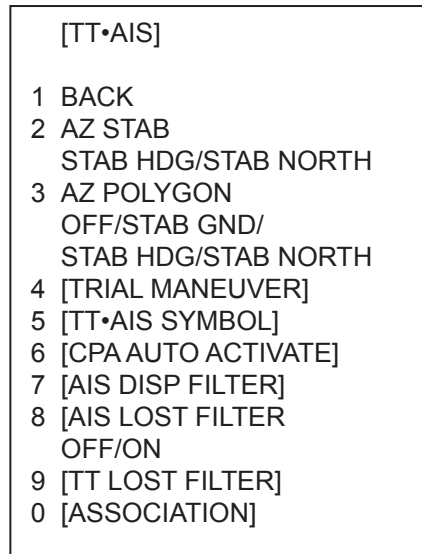 [TT•AIS]
1 BACK
2 AZ STAB
STAB HDG/STAB NORTH
3 AZ POLYGON
OFF/STAB GND/
STAB HDG/STAB NORTH
4 [TRIAL MANEUVER]
5 [TT•AIS SYMBOL]
6 [CPA AUTO ACTIVATE]
7 [AIS DISP FILTER]
8 [AIS LOST FILTER
OFF/ON
9 [TT LOST FILTER]
0 [ASSOCIATION]